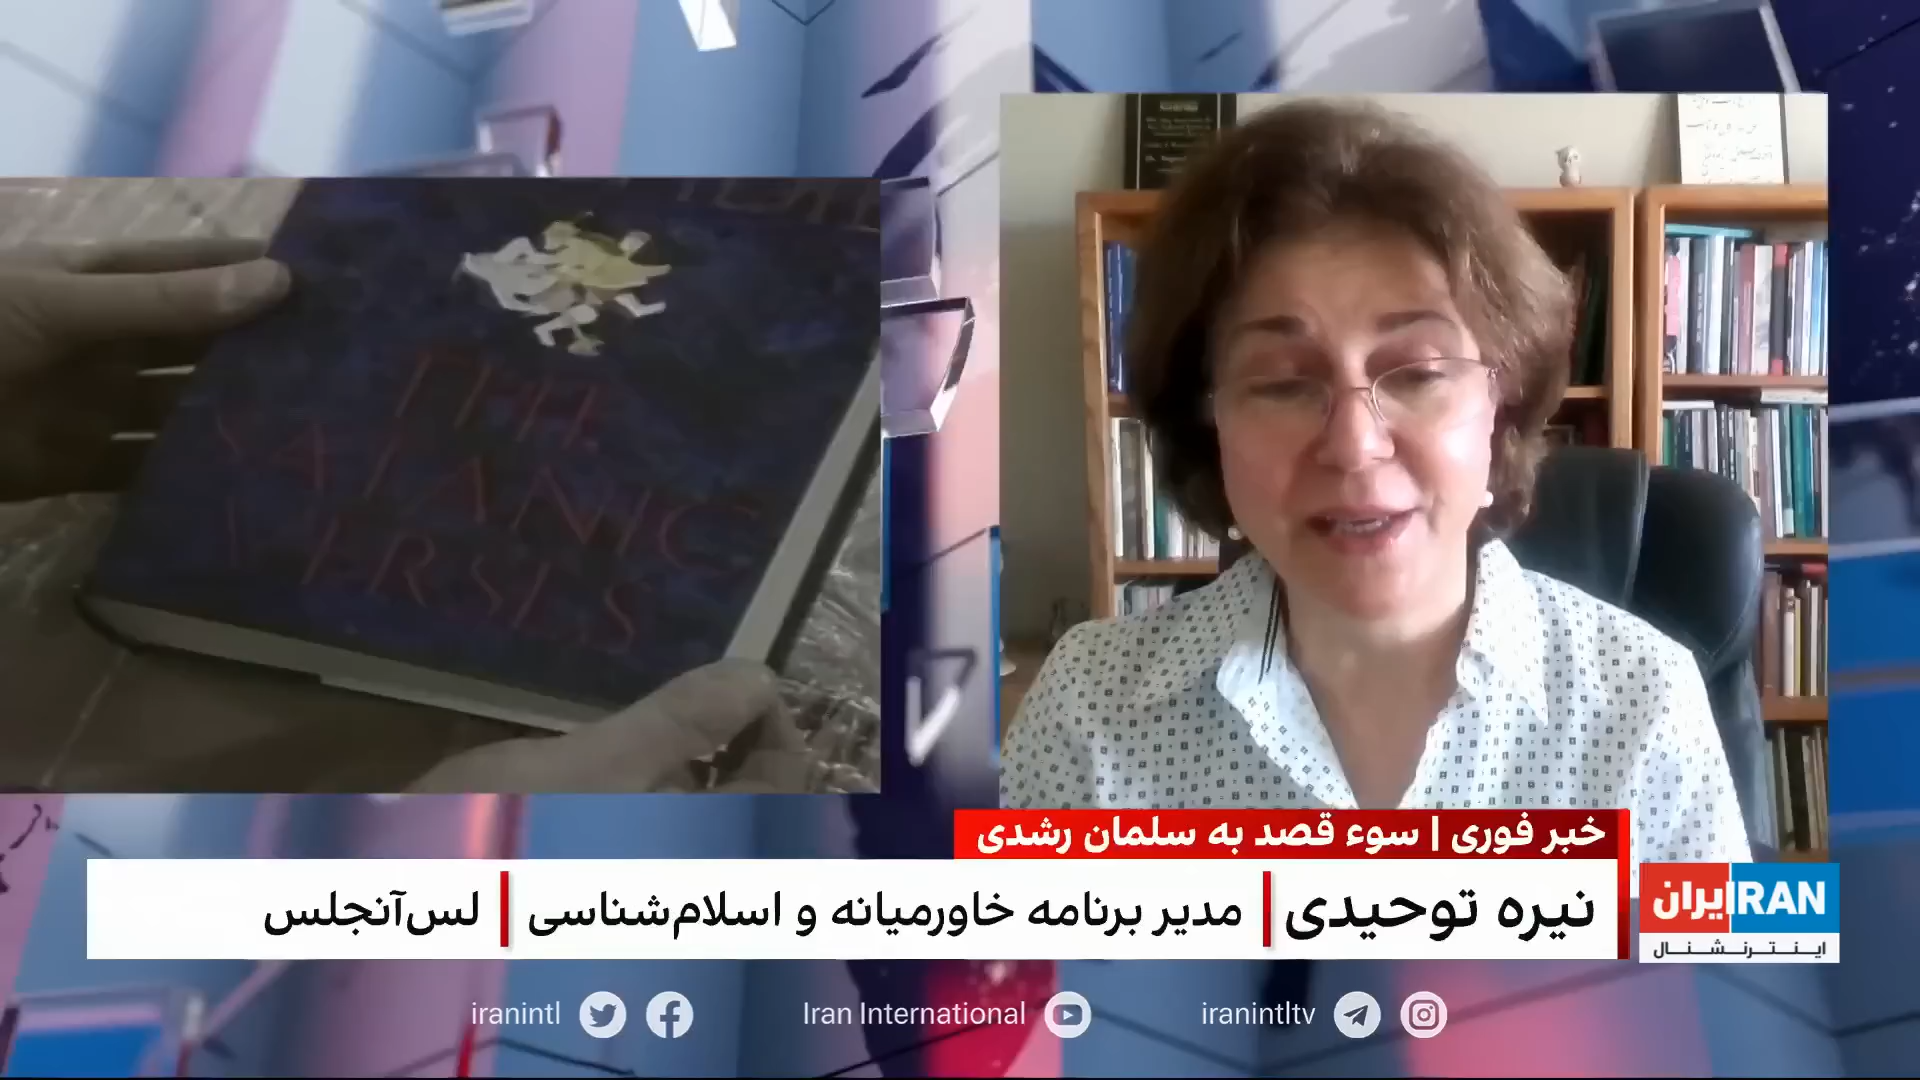 THE
SATANIC
VERSES
خبر فوری | سوء قصد به سلمان رشدی
نیره توحیدی | مدیر برنامه خاورمیانه و اسلام‌شناسی | لس‌آنجلس
ایران IRAN
اینترنشنال
iranintl
Iran International
iranintltv